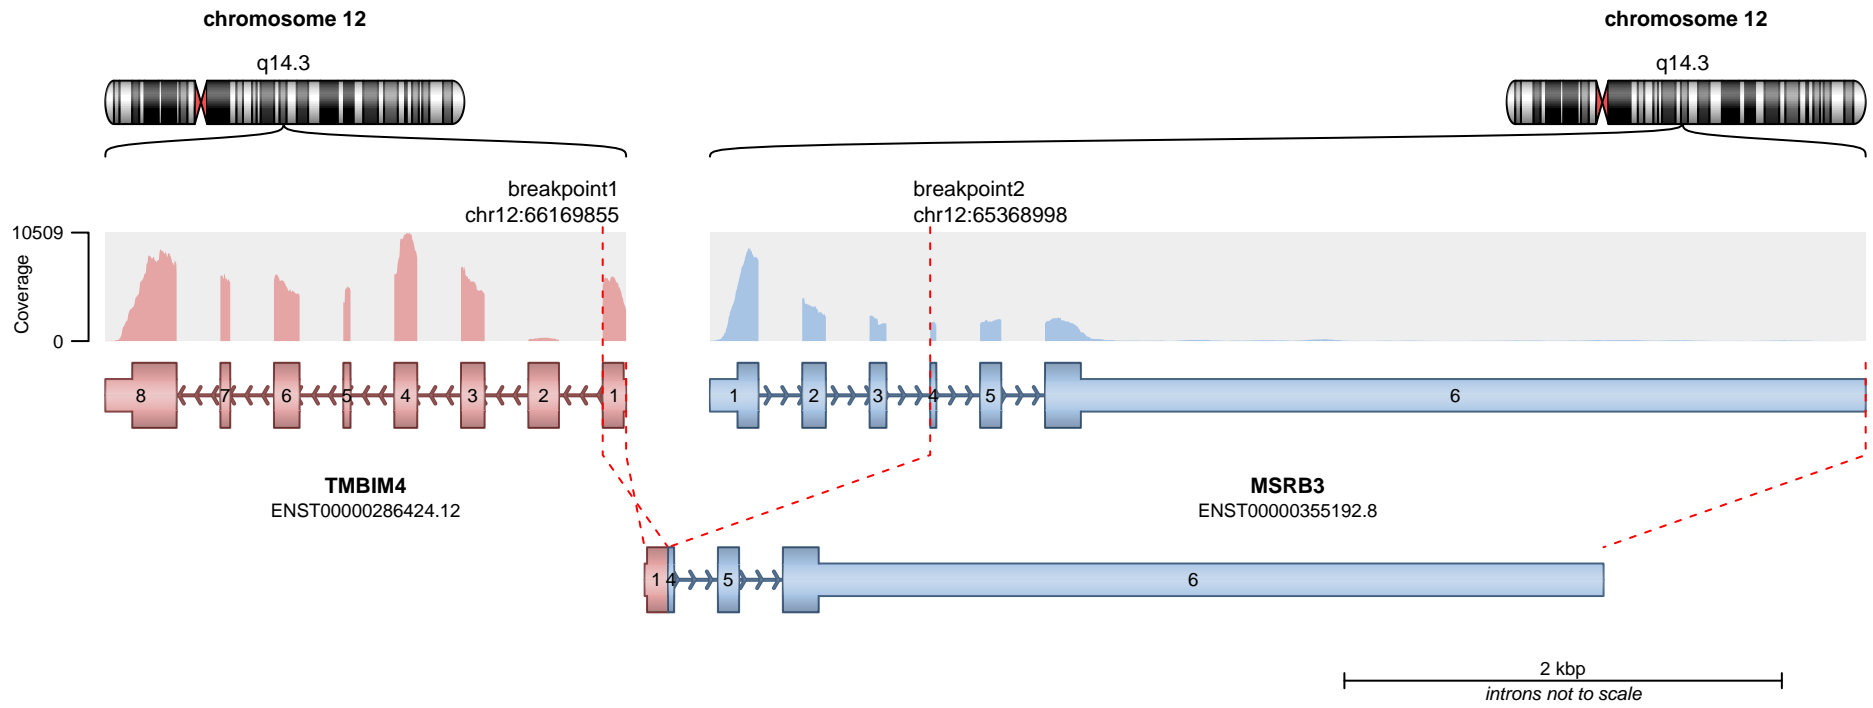 chromosome 12
chromosome 12
q14.3
q14.3
breakpoint1
chr12:66169855
breakpoint2
chr12:65368998
10509
Coverage
0
8 7 6 5 4 3 2 1
1 2 3 4 5 6
TMBIM4
ENST00000286424.12
MSRB3
ENST00000355192.8
1 4 5 6
2 kbp
introns not to scale